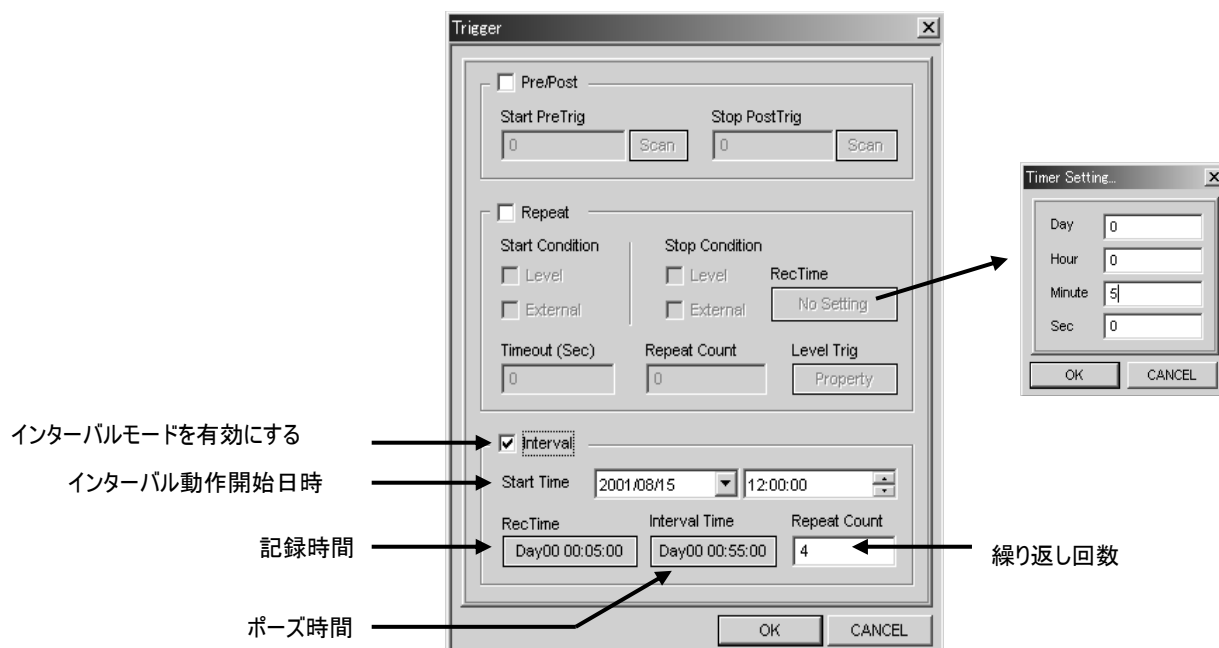 Trigger
Pre/Post
Start PreTrig
Stop PostTrig
0
Scan
0
Scan
Repeat
Start Condition
Stop Condition
Level
Level
RecTime
External
External
No Setting
Timeout (Sec)
Repeat Count
Level Trig
0
0
Property
Timer Setting...
Day
0
Hour
0
Minute
5
Sec
0
OK
CANCEL
インターバルモードを有効にする
Interval
インターバル動作開始日時
Start Time
2001/08/15
12:00:00
RecTime
Interval Time
Repeat Count
記録時間
Day00 00:05:00
Day00 00:55:00
4
繰り返し回数
ポーズ時間
OK
CANCEL